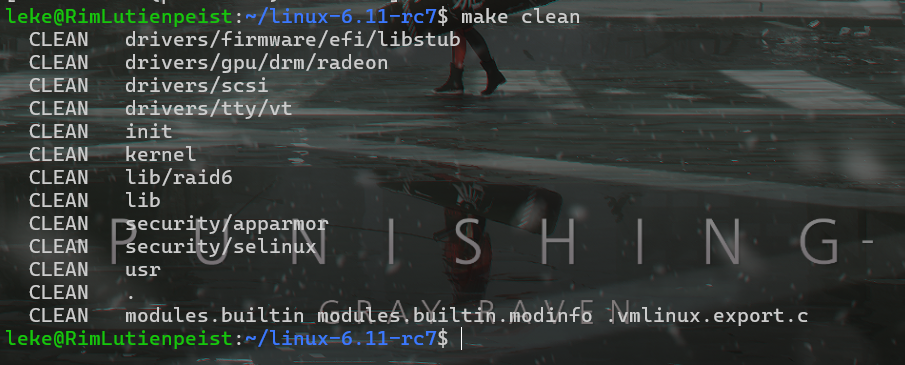 leke@RimLutienpeist:~/linux-6.11-rc7$ make clean
CLEAN drivers/firmware/efi/libstub
CLEAN drivers/gpu/drm/radeon
CLEAN drivers/scsi
CLEAN drivers/tty/vt
CLEAN init
CLEAN kernel
CLEAN lib/raid6
CLEAN lib
CLEAN security/apparmor
PUNISHING-
CLEAN security/selinux
CLEAN usr
CLEAN .
GRAY RAVEN
CLEAN modules.builtin modules.builtin.modinfo .vmlinux.export.c
leke@RimLutienpeist:~/linux-6.11-rc7$